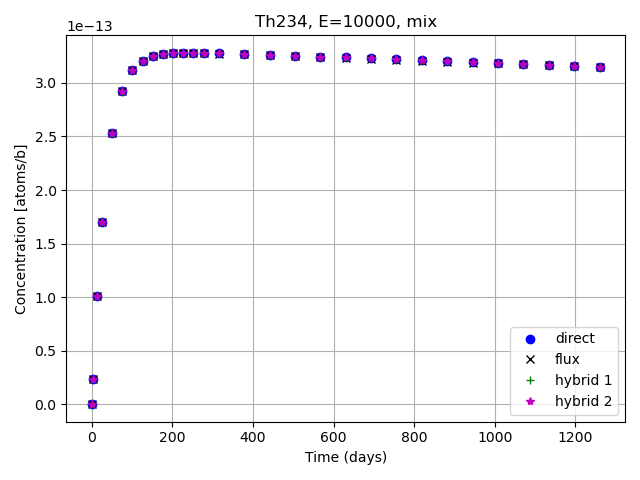 Th234, E=10000, mix
1e−13
3.0
2.5
2.0
1.5
1.0
0.5
0.0
Concentration [atoms/b]
direct
flux
hybrid 1
hybrid 2
0 200 400 600 800 1000 1200
Time (days)